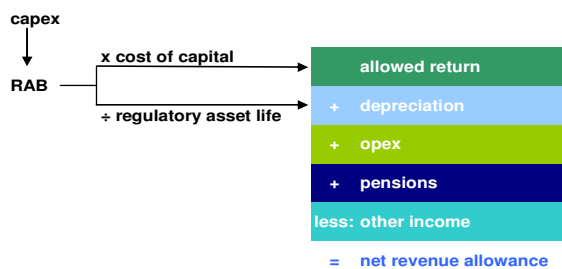 capex
x cost of capital
RAB
÷ regulatory asset life
allowed return
+ depreciation
+ opex
+ pensions
less: other income
= net revenue allowance